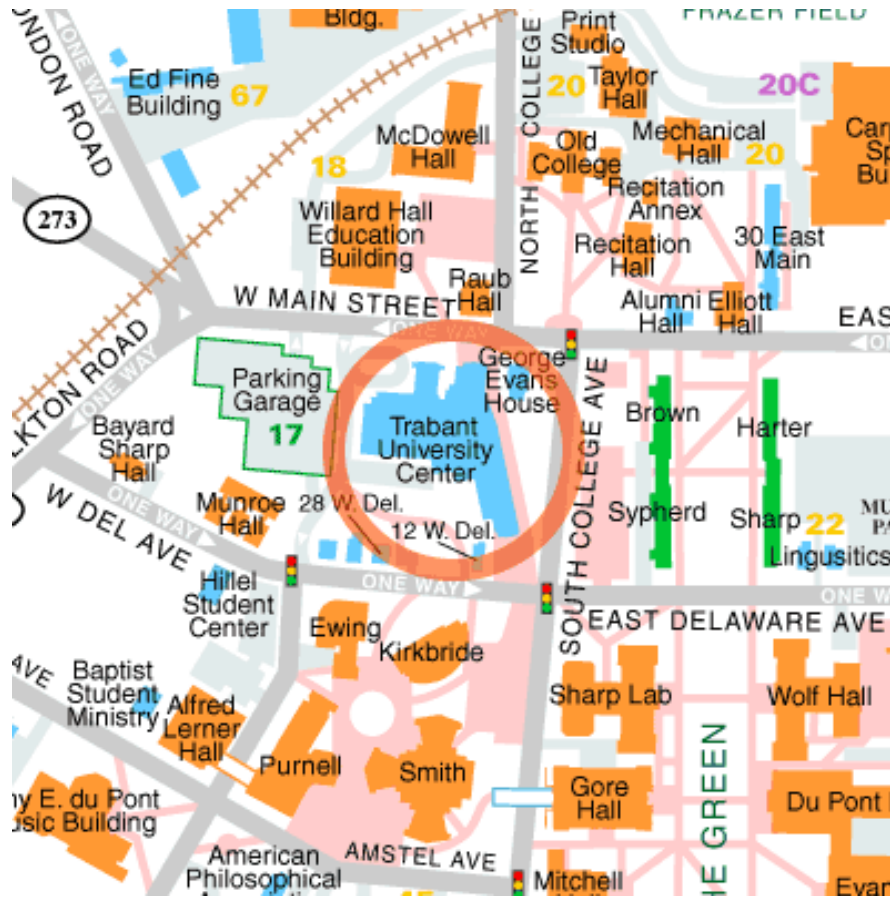 Bldg.
Print
Studio
FRAZER FIELD
ONE WAY
Ed Fine
Building
67
20
Taylor
Hall
20C
NORTH COLLEGE
McDowell
Hall
18
Old
College
Mechanical
Hall
20
273
Willard Hall
Education
Building
Recitation
Annex
Recitation
Hall
30 East
Main
Raub
Hall
W MAIN STREET
ONE WAY
Alumni
Hall
Elliott
Hall
ONE WAY
Parking
Garage
17
George
Evans
House
Trabant
University
Center
SOUTH COLLEGE AVE
Brown
Harter
Bayard
Sharp
Hall
Munroe
Hall
28 W. Del.
12 W. Del.
Sypherd
Sharp
22
Lingusitics
W DEL AVE
ONE WAY
ONE WAY
ONE WAY
EAST DELAWARE AVE
Hillel
Student
Center
Ewing
Kirkbride
Baptist
Student
Ministry
Alfred
Lerner
Hall
Sharp Lab
Wolf Hall
AVE
Purnell
Smith
Gore
Hall
Du Pont
THE GREEN
y E. du Pont
sic Building
AMSTEL AVE
American
Philosophical
Mitchell